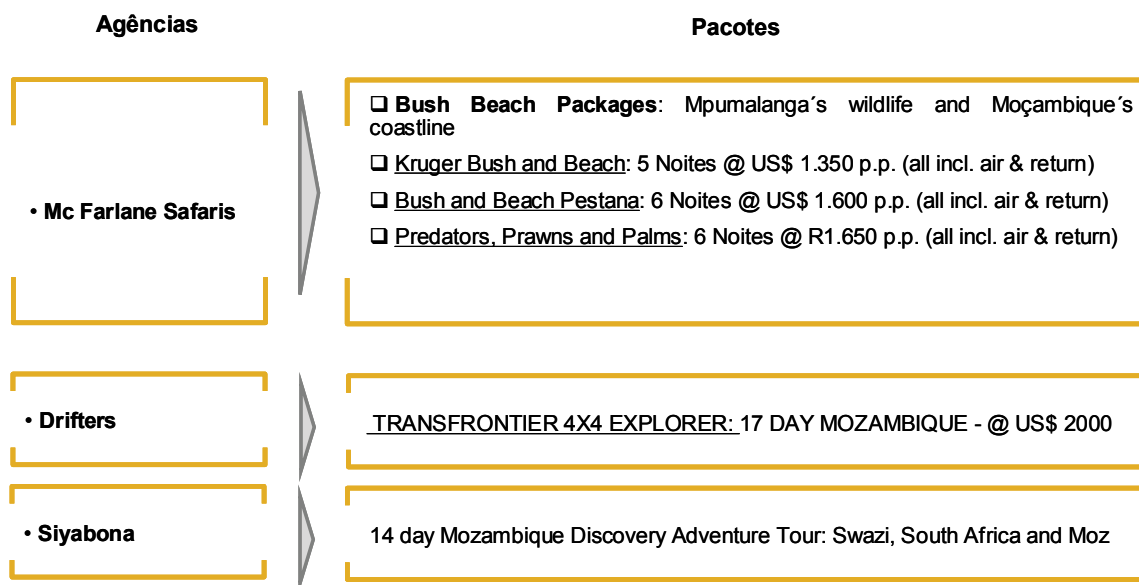 Agências
Pacotes
• Mc Farlane Safaris
❑ Bush Beach Packages: Mpumalanga´s wildlife and Moçambique´s
coastline
❑ Kruger Bush and Beach: 5 Noites @ US$ 1.350 p.p. (all incl. air & return)
❑ Bush and Beach Pestana: 6 Noites @ US$ 1.600 p.p. (all incl. air & return)
❑ Predators, Prawns and Palms: 6 Noites @ R1.650 p.p. (all incl. air & return)
• Drifters
TRANSFRONTIER 4X4 EXPLORER: 17 DAY MOZAMBIQUE - @ US$ 2000
• Siyabona
14 day Mozambique Discovery Adventure Tour: Swazi, South Africa and Moz